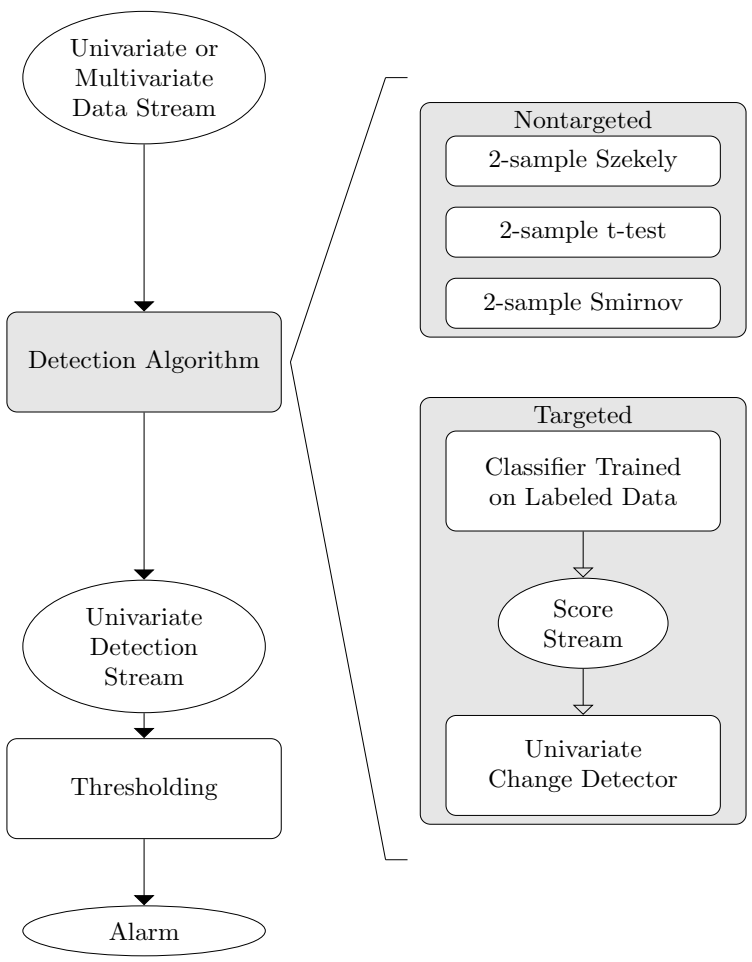 Univariate or
Multivariate
Data Stream
Detection Algorithm
Univariate
Detection
Stream
Thresholding
Alarm
Nontargeted
2-sample Szekely
2-sample t-test
2-sample Smirnov
Targeted
Classifier Trained
on Labeled Data
Score
Stream
Univariate
Change Detector